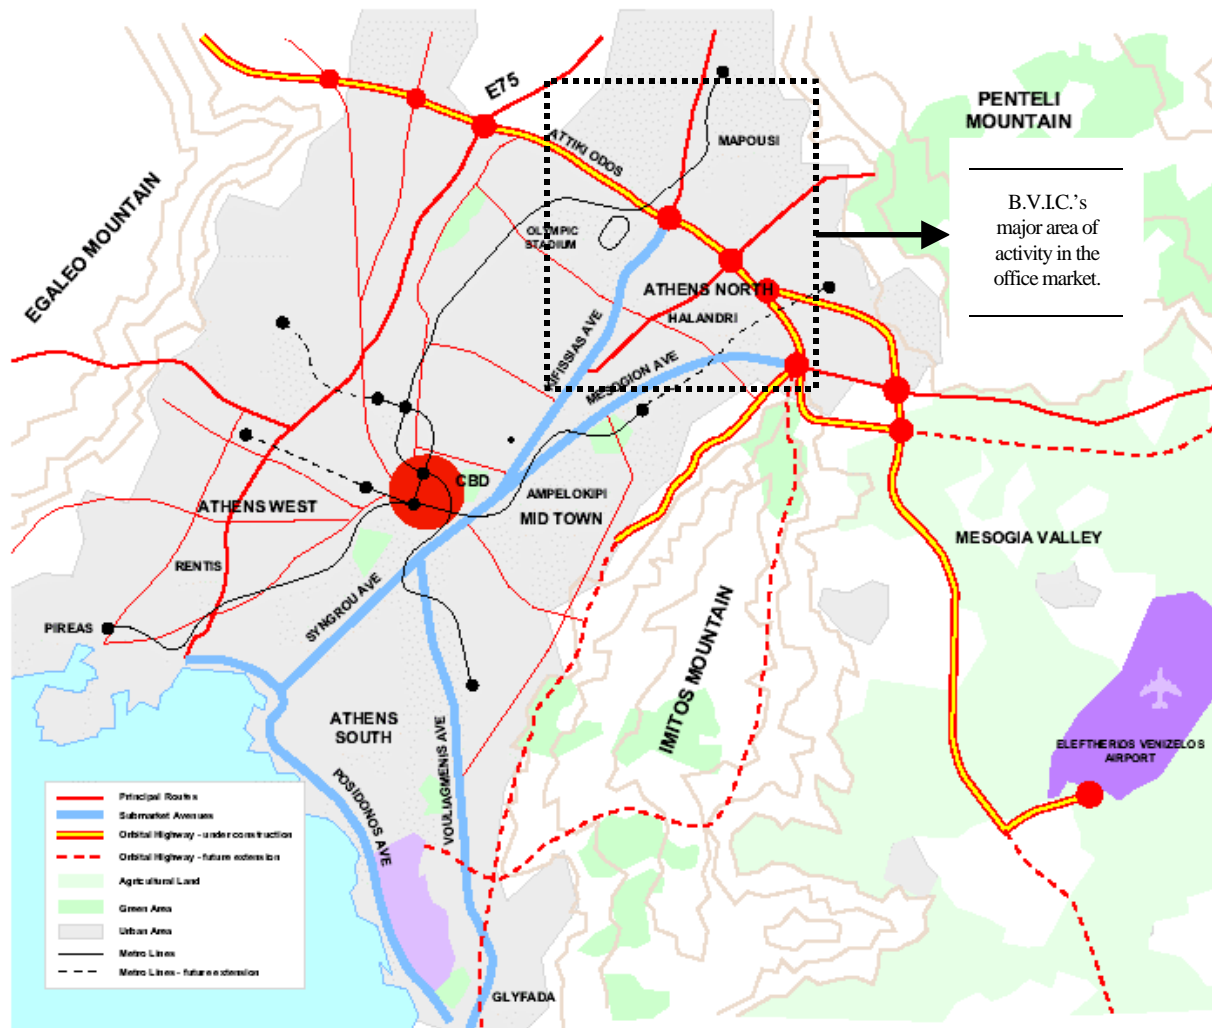 E75
PENTELI
MOUNTAIN
ATTIKI ODOS
MAPOUSI
EGALEO MOUNTAIN
B.V.I.C.'s
major area of
activity in the
office market.
OLYMPIC
STADIUM
ATHENS NORTH
HALANDRI
KIFISSIAS AVE
MESOGION AVE
CBD
AMPELOKIPI
MID TOWN
ATHENS WEST
MESOGIA VALLEY
RENTIS
SYNGROU AVE
PIREAS
IMITOS MOUNTAIN
ATHENS
SOUTH
VOULIAGMENIS AVE
POSIDONOS AVE
ELEFTHERIOS VENIZELOS
AIRPORT
Principal Routes
Submarket Avenues
Orbital Highway - under construction
Orbital Highway - future extension
Agricultural Land
Green Area
Urban Area
Metro Lines
Metro Lines - future extension
GLYFADA